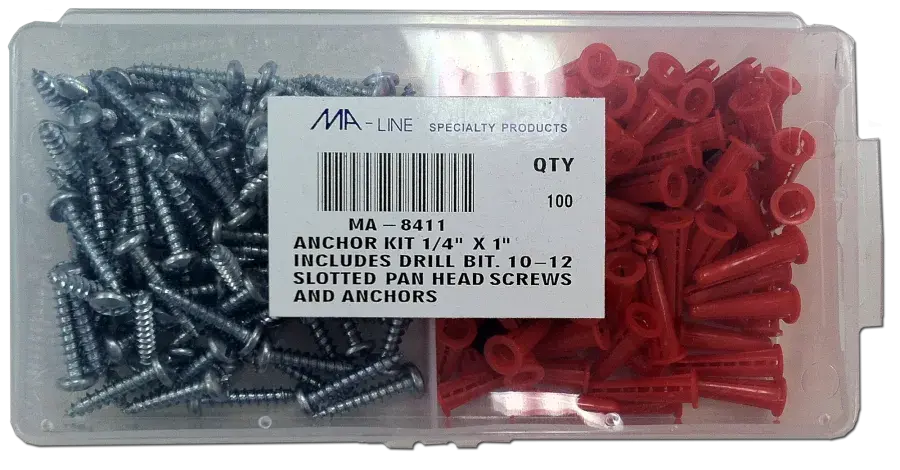 MA-LINE SPECIALTY PRODUCTS
QTY
100
MA-8411
ANCHOR KIT 1/4" X 1"
INCLUDES DRILL BIT. 10-12
SLOTTED PAN HEAD SCREWS
AND ANCHORS